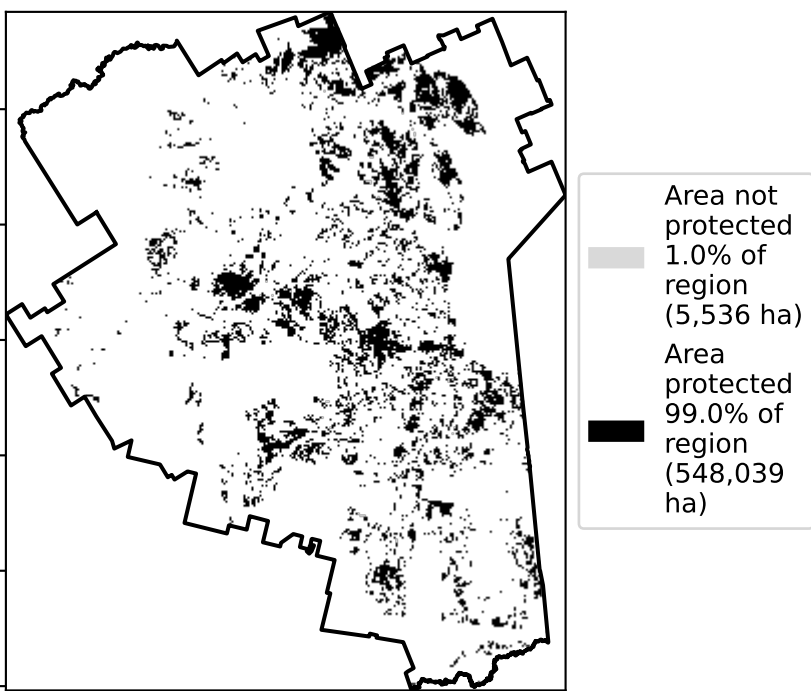 Area not
protected
1.0% of
region
(5,536 ha)
Area
protected
99.0% of
region
(548,039
ha)